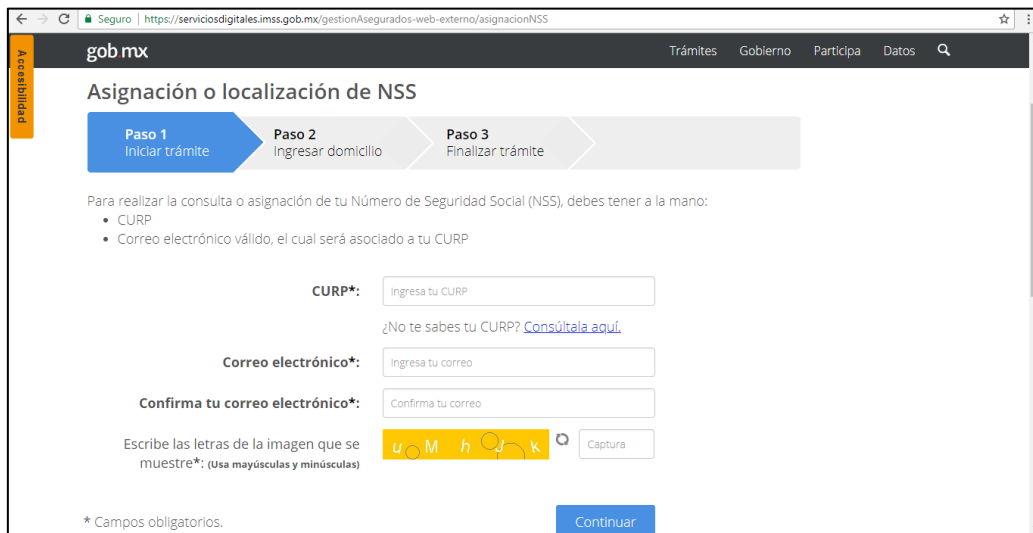 Seguro | https://serviciosdigitales.imss.gob.mx/gestionAsegurados-web-externo/asignacionNSS
Accesibilidad
gob.mx Trámites Gobierno Participa Datos
Asignación o localización de NSS
Paso 1 Paso 2 Paso 3
Iniciar trámite Ingresar domicilio Finalizar trámite
Para realizar la consulta o asignación de tu Número de Seguridad Social (NSS), debes tener a la mano:
• CURP
• Correo electrónico válido, el cual será asociado a tu CURP
CURP*: Ingresa tu CURP
¿No te sabes tu CURP? Consúltala aquí.
Correo electrónico*: Ingresa tu correo
Confirma tu correo electrónico*: Confirma tu correo
Escribe las letras de la imagen que se u M h J k Captura
muestre*: (Usa mayúsculas y minúsculas)
* Campos obligatorios. Continuar